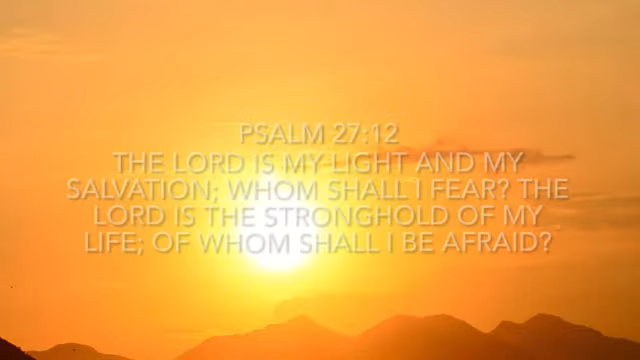 PSALM 27:12
THE LORD IS MY LIGHT AND MY
SALVATION; WHOM SHALL I FEAR? THE
LORD IS THE STRONGHOLD OF MY
LIFE; OF WHOM SHALL I BE AFRAID?